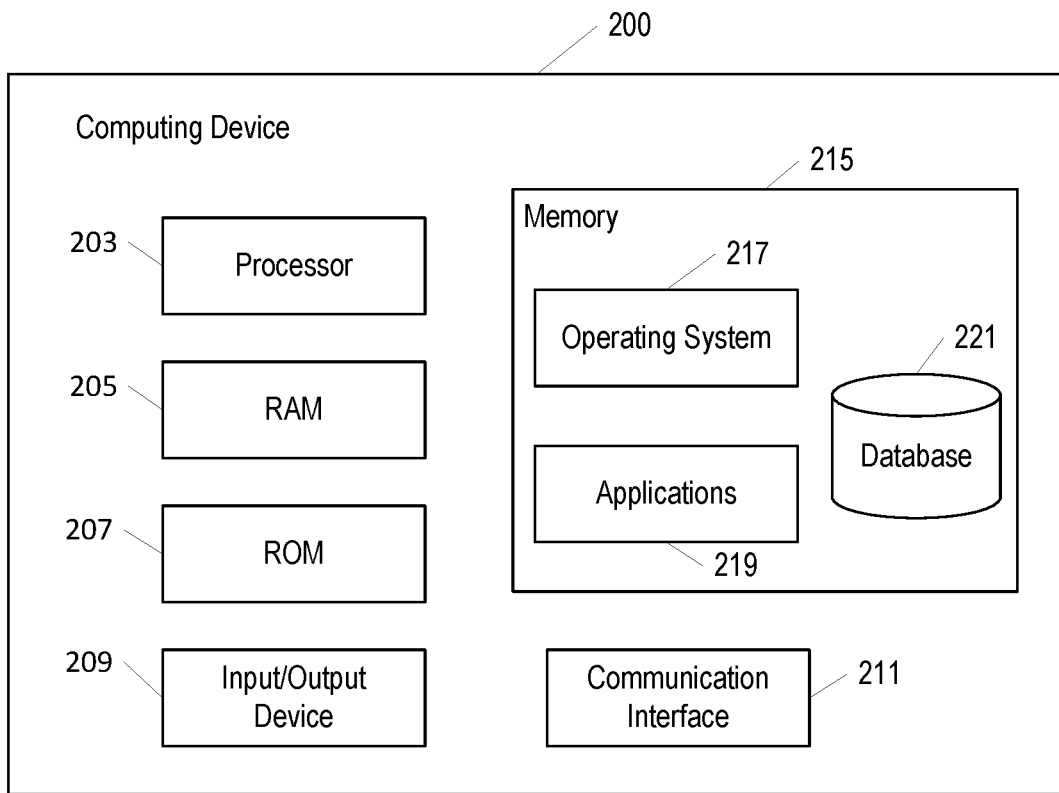 200
Computing Device
215
Memory
203
Processor
217
Operating System
221
Database
205
RAM
Applications
219
207
ROM
209
Input/Output
Device
Communication
Interface
211